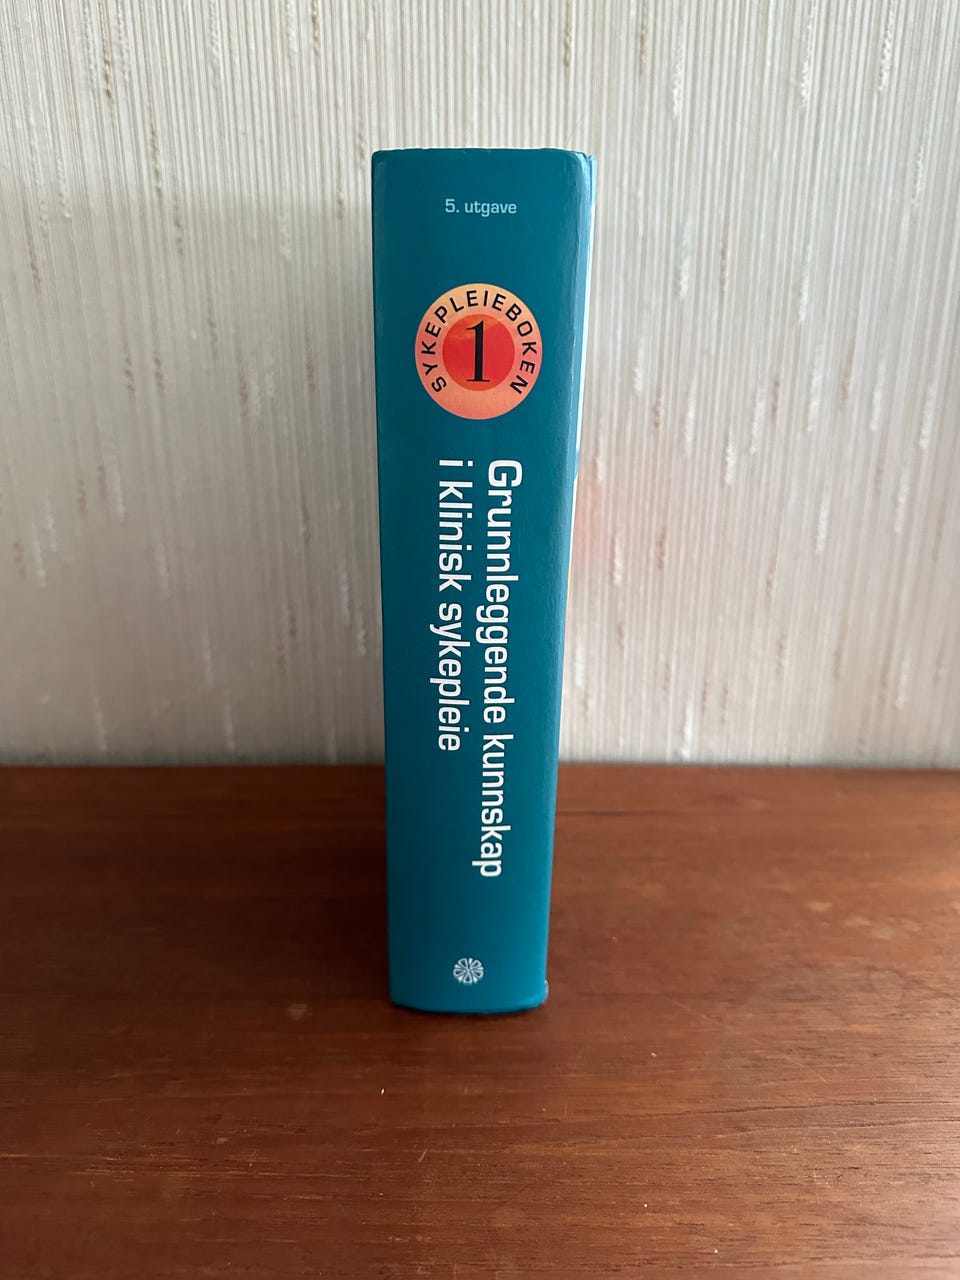 5. utgave
SYKEPLEIEBOKEN
1
Grunnleggende kunnskap
i klinisk sykepleie